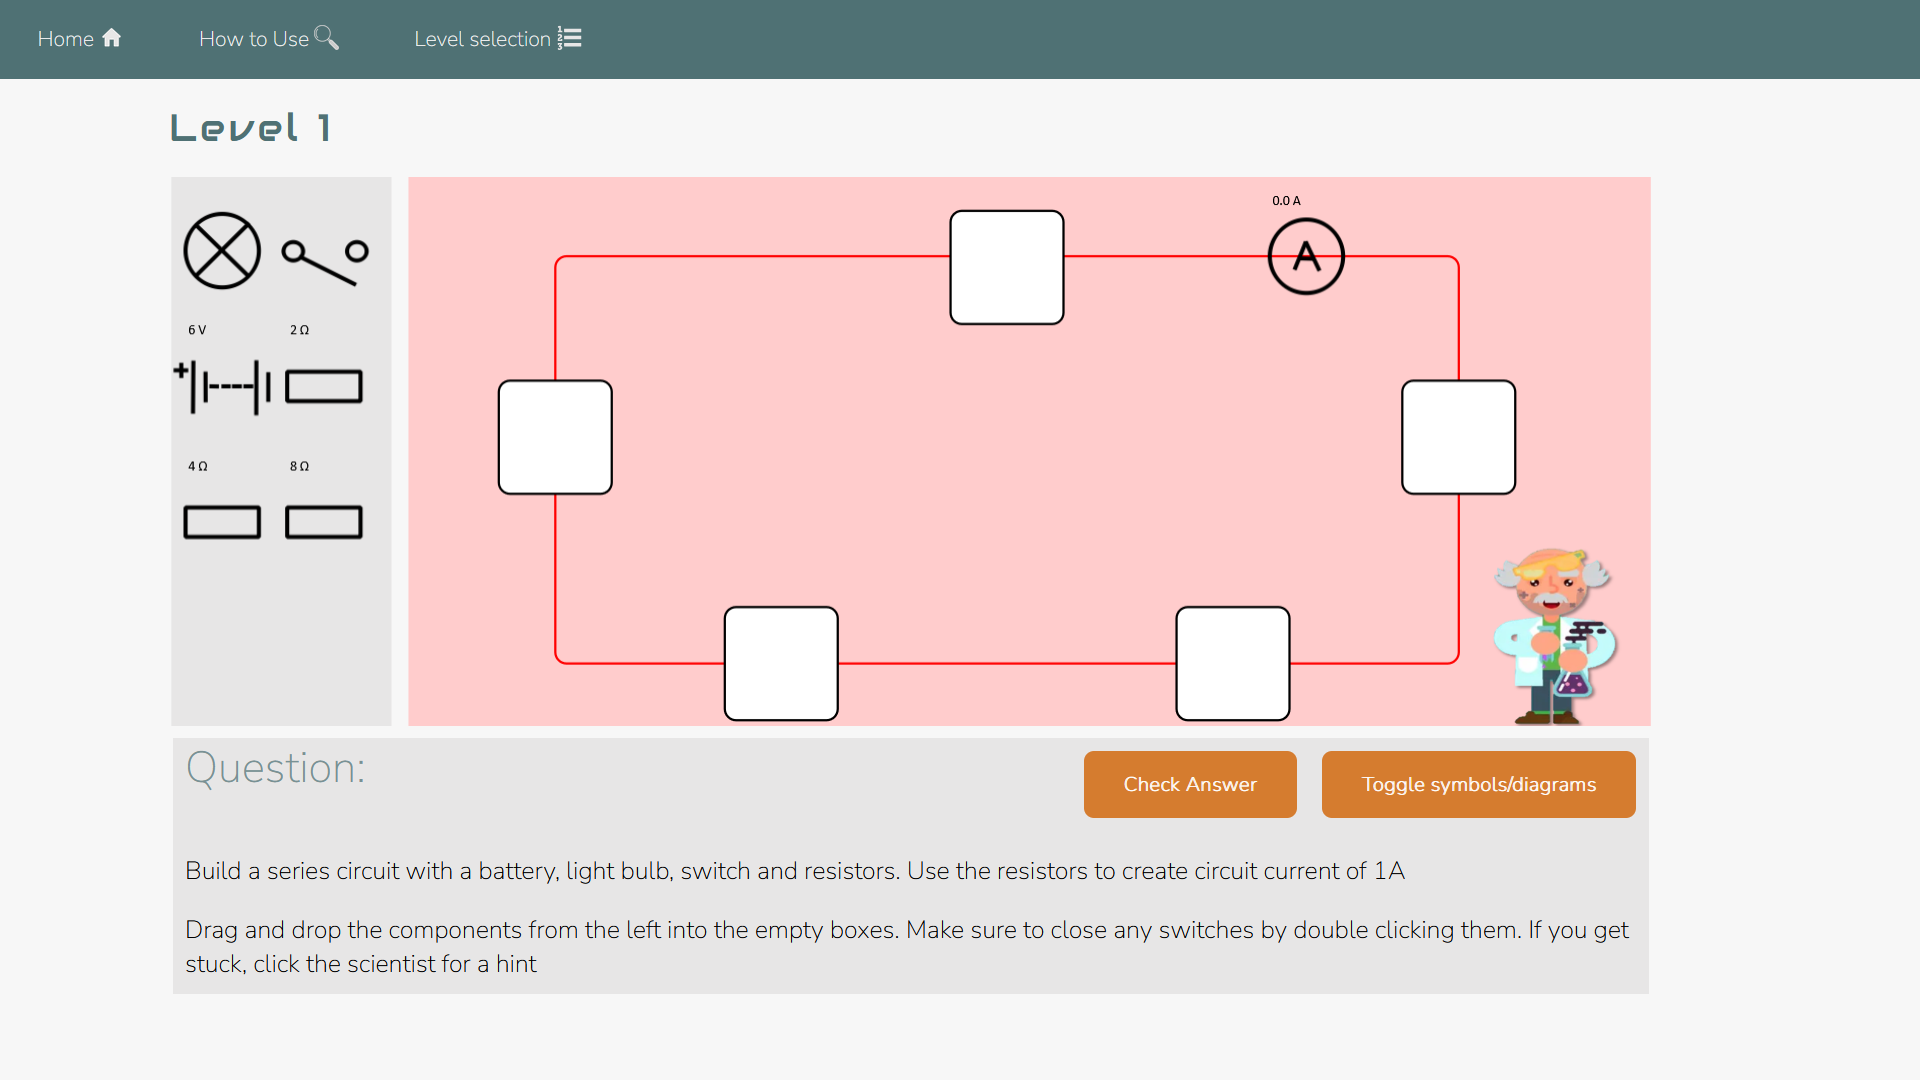 Home
How to Use
Level selection
Level 1
0.0 A
A
6 V
2 Ω
+
4 Ω
8 Ω
Question:
Check Answer
Toggle symbols/diagrams
Build a series circuit with a battery, light bulb, switch and resistors. Use the resistors to create circuit current of 1A
Drag and drop the components from the left into the empty boxes. Make sure to close any switches by double clicking them. If you get
stuck, click the scientist for a hint